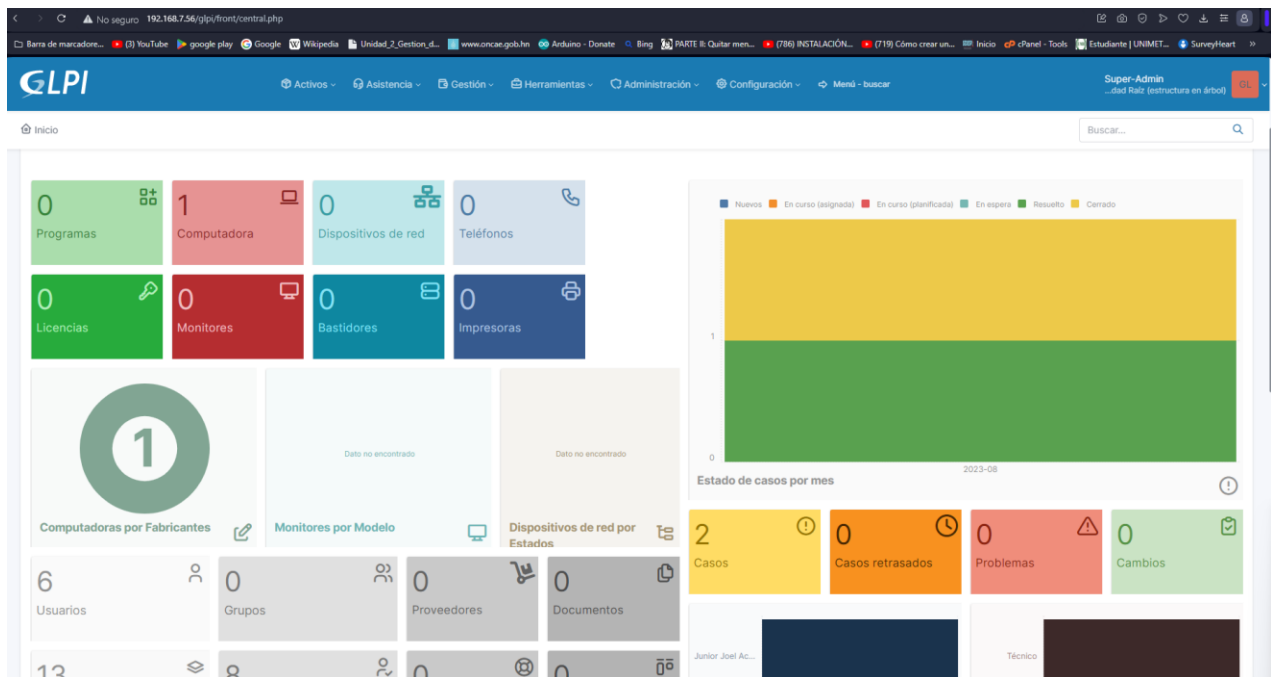 No seguro 192.168.7.56/glpi/front/central.php
Barra de marcadore... (3) YouTube google play Google Wikipedia Unidad_2_Gestion_d... www.oncae.gob.hn Arduino - Donate Bing PARTE II: Quitar men... (786) INSTALACIÓN... (719) Cómo crear un... Inicio cPanel - Tools Estudiante | UNIMET... SurveyHeart »
GLPI Activos Asistencia Gestión Herramientas Administración Configuración Menú - buscar
Super-Admin
...dad Raíz (estructura en árbol)
GL
Inicio
Buscar...
0
Programas
1
Computadora
0
Dispositivos de red
0
Teléfonos
0
Licencias
0
Monitores
0
Bastidores
0
Impresoras
1
Computadoras por Fabricantes
Dato no encontrado
Monitores por Modelo
Dato no encontrado
Dispositivos de red por
Estados
6
Usuarios
0
Grupos
0
Proveedores
0
Documentos
13
8
0
0
Nuevos En curso (asignada) En curso (planificada) En espera Resuelto Cerrado
1
0
2023-08
Estado de casos por mes
2
Casos
0
Casos retrasados
0
Problemas
0
Cambios
Junior Joel Ac...
Técnico